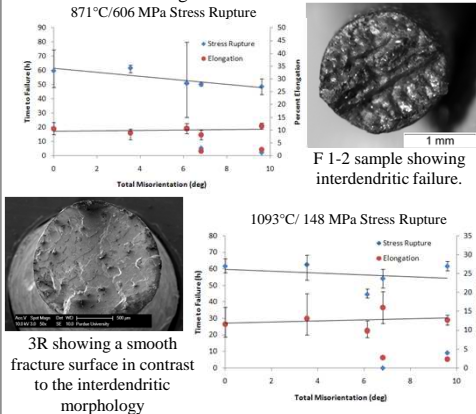 871°C/606 MPa Stress Rupture
Time to Failure (h)
90
80
70
60
50
40
30
20
10
0
Stress Rupture
Elongation
50
45
40
35
30
25
20
15
10
5
0
Percent Elongation
0
2
4
6
8
10
Total Misorientation (deg)
1 mm
F 1-2 sample showing
interdendritic failure.
500 µm
Purdue University
3R showing a smooth
fracture surface in contrast
to the interdendritic
morphology
1093°C/ 148 MPa Stress Rupture
Time to Failure (h)
80
70
60
50
40
30
20
10
0
Stress Rupture
Elongation
35
30
25
20
15
10
5
0
0
2
4
6
8
10
Total Misorientation (deg)